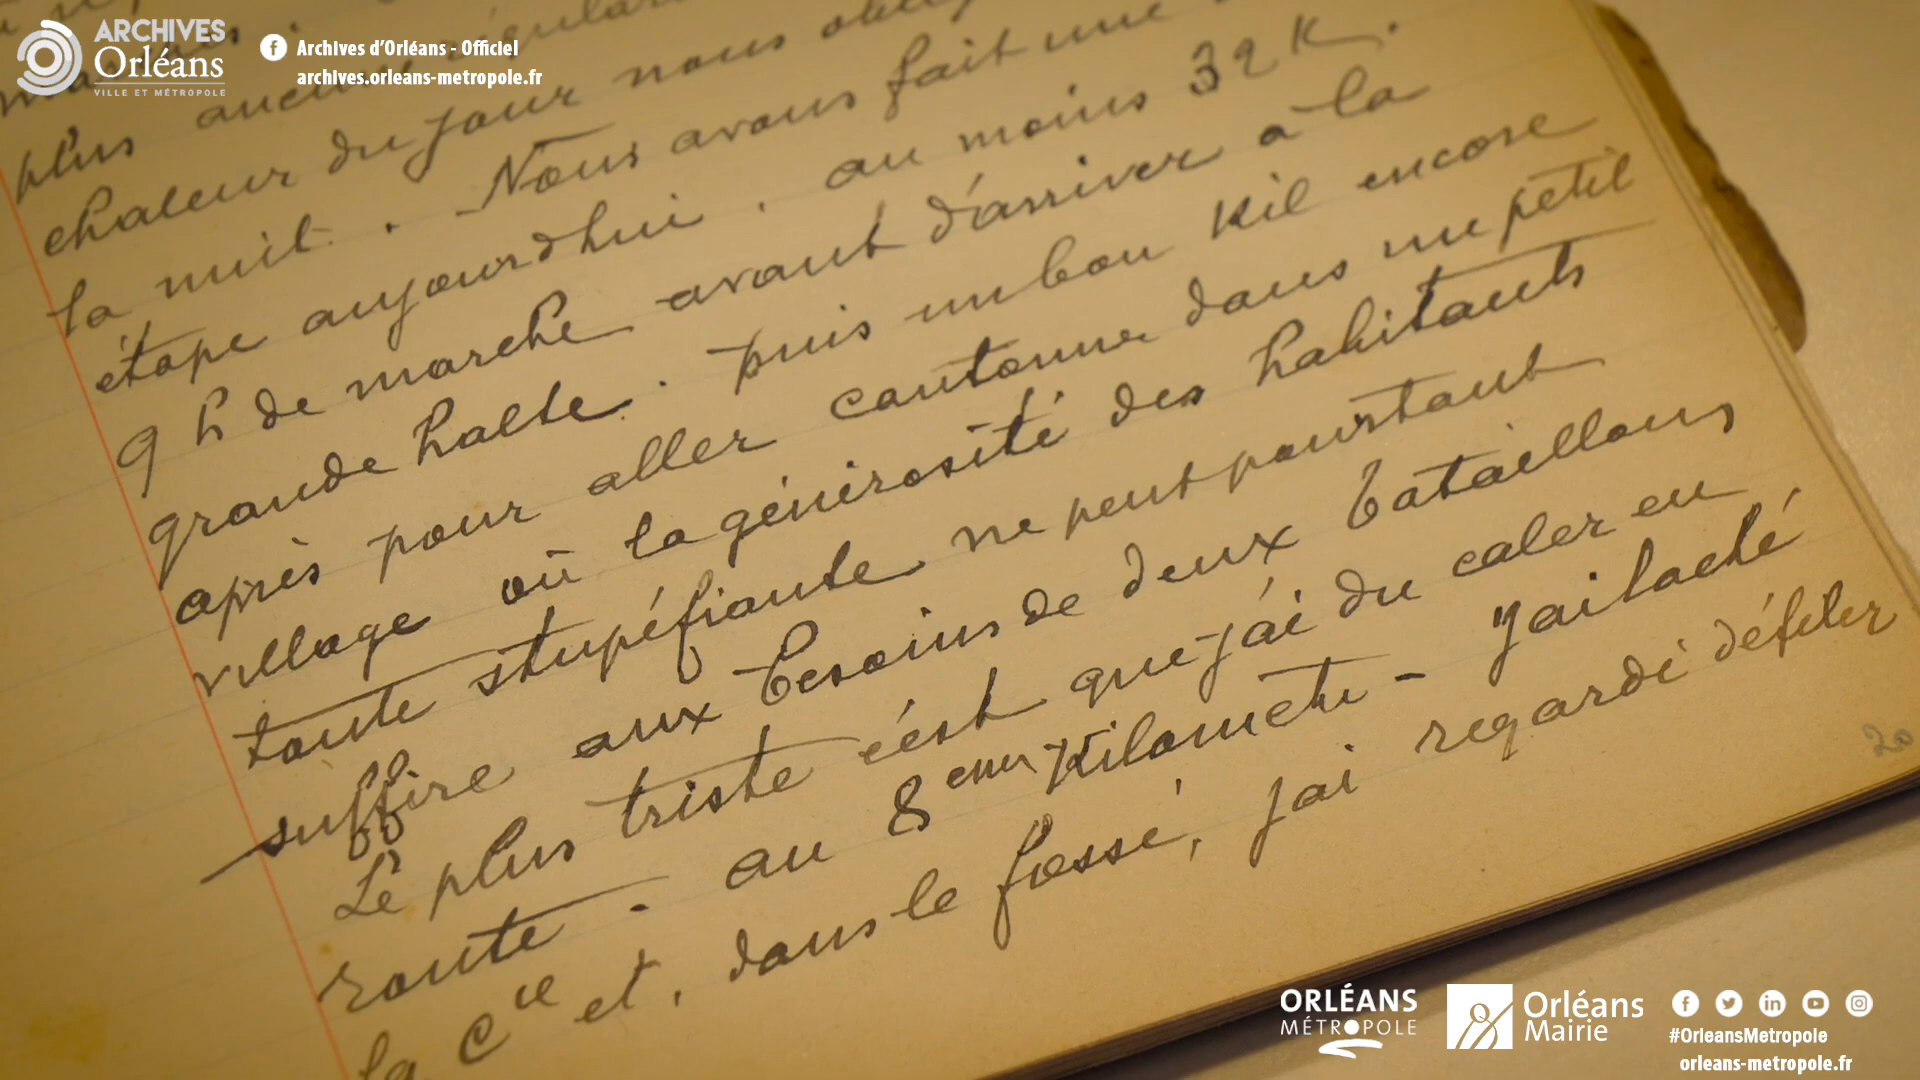 ARCHIVES
Orléans
VILLE ET MÉTROPOLE
Archives d'Orléans - Officiel
archives.orleans-metropole.fr
plus aucune
chaleur du jour nous
la nuit. - Nous avons fait une
étape aujourd'hui, au moins 32 K.
9 h de marche avant d'arriver à la
grande halte. puis un bon kil encore
après pour aller cantonner dans un petit
village où la générosité des habitants
toute stupéfiante ne peut pourtant
suffire aux besoins de deux bataillons
Le plus triste c'est que j'ai du caler en
route - au 8eme Kilomètre - J'ai laché
la Cie et, dans le fossé, j'ai regardé défiler
20
ORLÉANS
MÉTROPOLE
Orléans
Mairie
#OrleansMetropole
orleans-metropole.fr